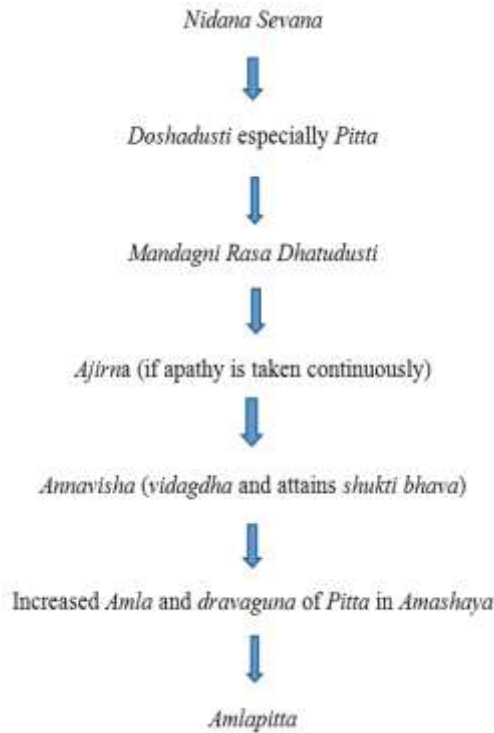 Nidana Sevana
Doshadusti especially Pitta
Mandagni Rasa Dhatudusti
Ajirna (if apathy is taken continuously)
Annavisha (vidagdha and attains shukti bhava)
Increased Amla and dravaguna of Pitta in Amashaya
Amlapitta